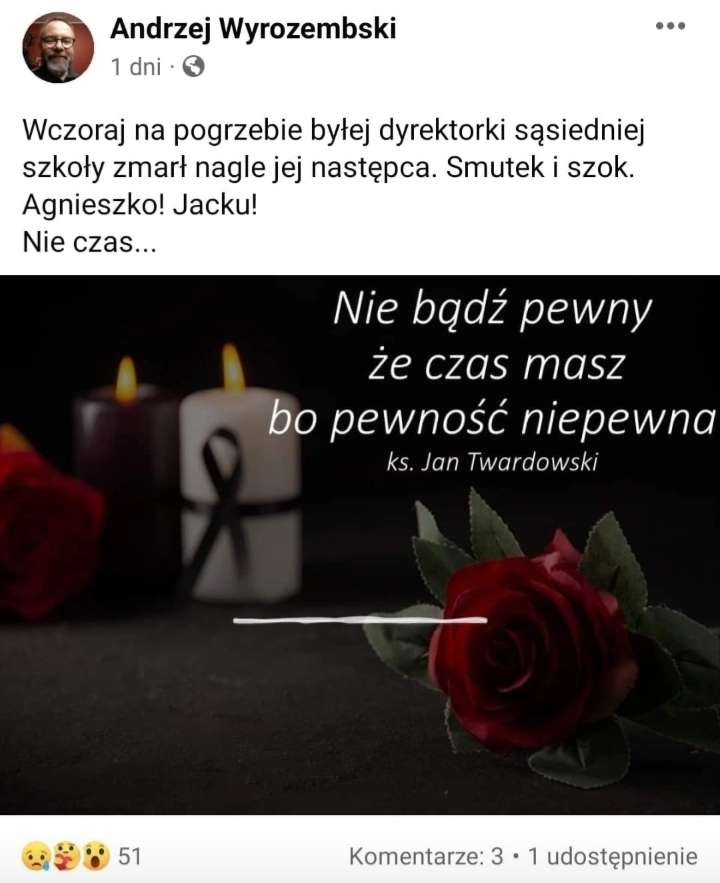 Andrzej Wyrozembski
1 dni ·
Wczoraj na pogrzebie byłej dyrektorki sąsiedniej
szkoły zmarł nagle jej następca. Smutek i szok.
Agnieszko! Jacku!
Nie czas...
Nie bądź pewny
że czas masz
bo pewność niepewna
ks. Jan Twardowski
51
Komentarze: 3 • 1 udostępnienie